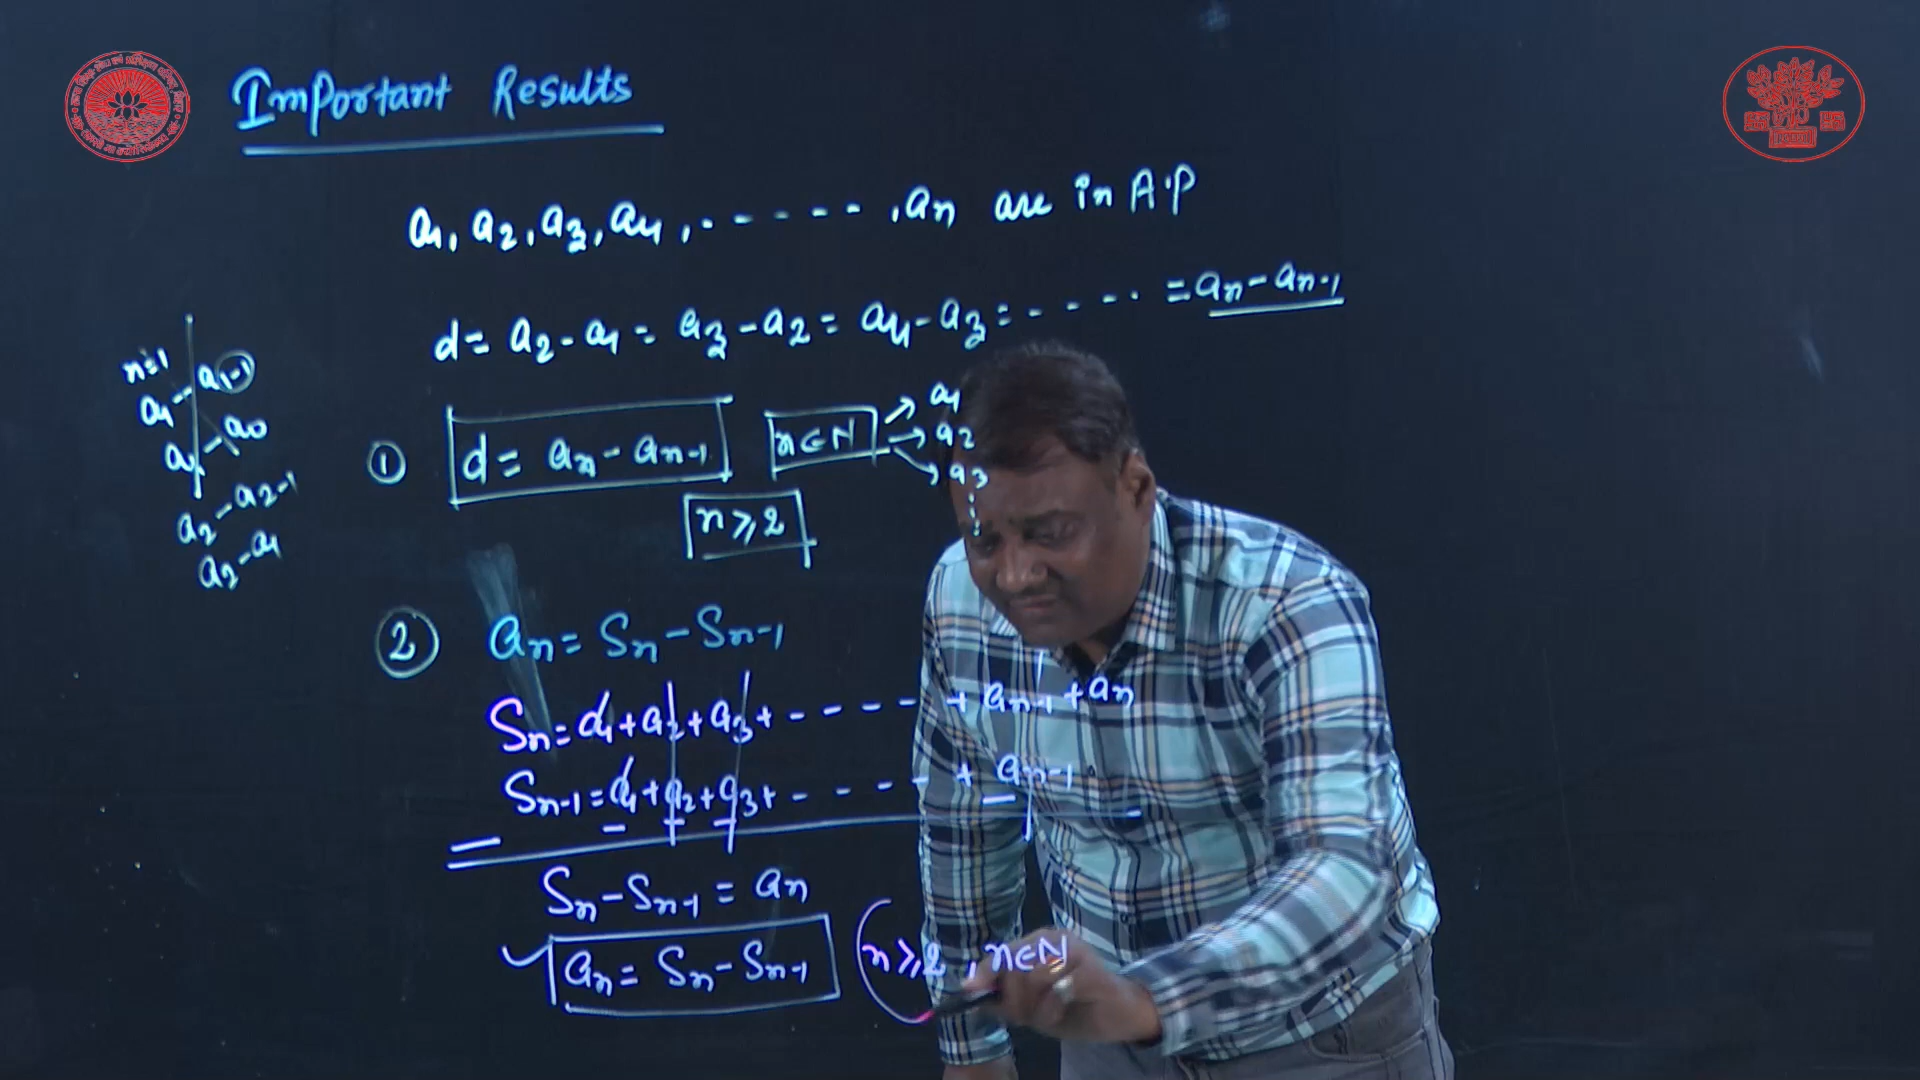 Important Results
a1, a2, a3, a4, ------, an are in A.P
d = a2 - a1 = a3 - a2 = a4 - a3 = ----- = an - an-1
n=1
a1 - a1-1
a1 - a0
a2 - a2-1
a2 - a1
① d = an - an-1 n∈N → a1
→ a2
→ a3
n ≥ 2
② an = Sn - Sn-1
Sn = a1 + a2 + a3 + ------ + an-1 + an
Sn-1 = a1 + a2 + a3 + ------ + an-1
Sn - Sn-1 = an
an = Sn - Sn-1 (n ≥ 2, n∈N